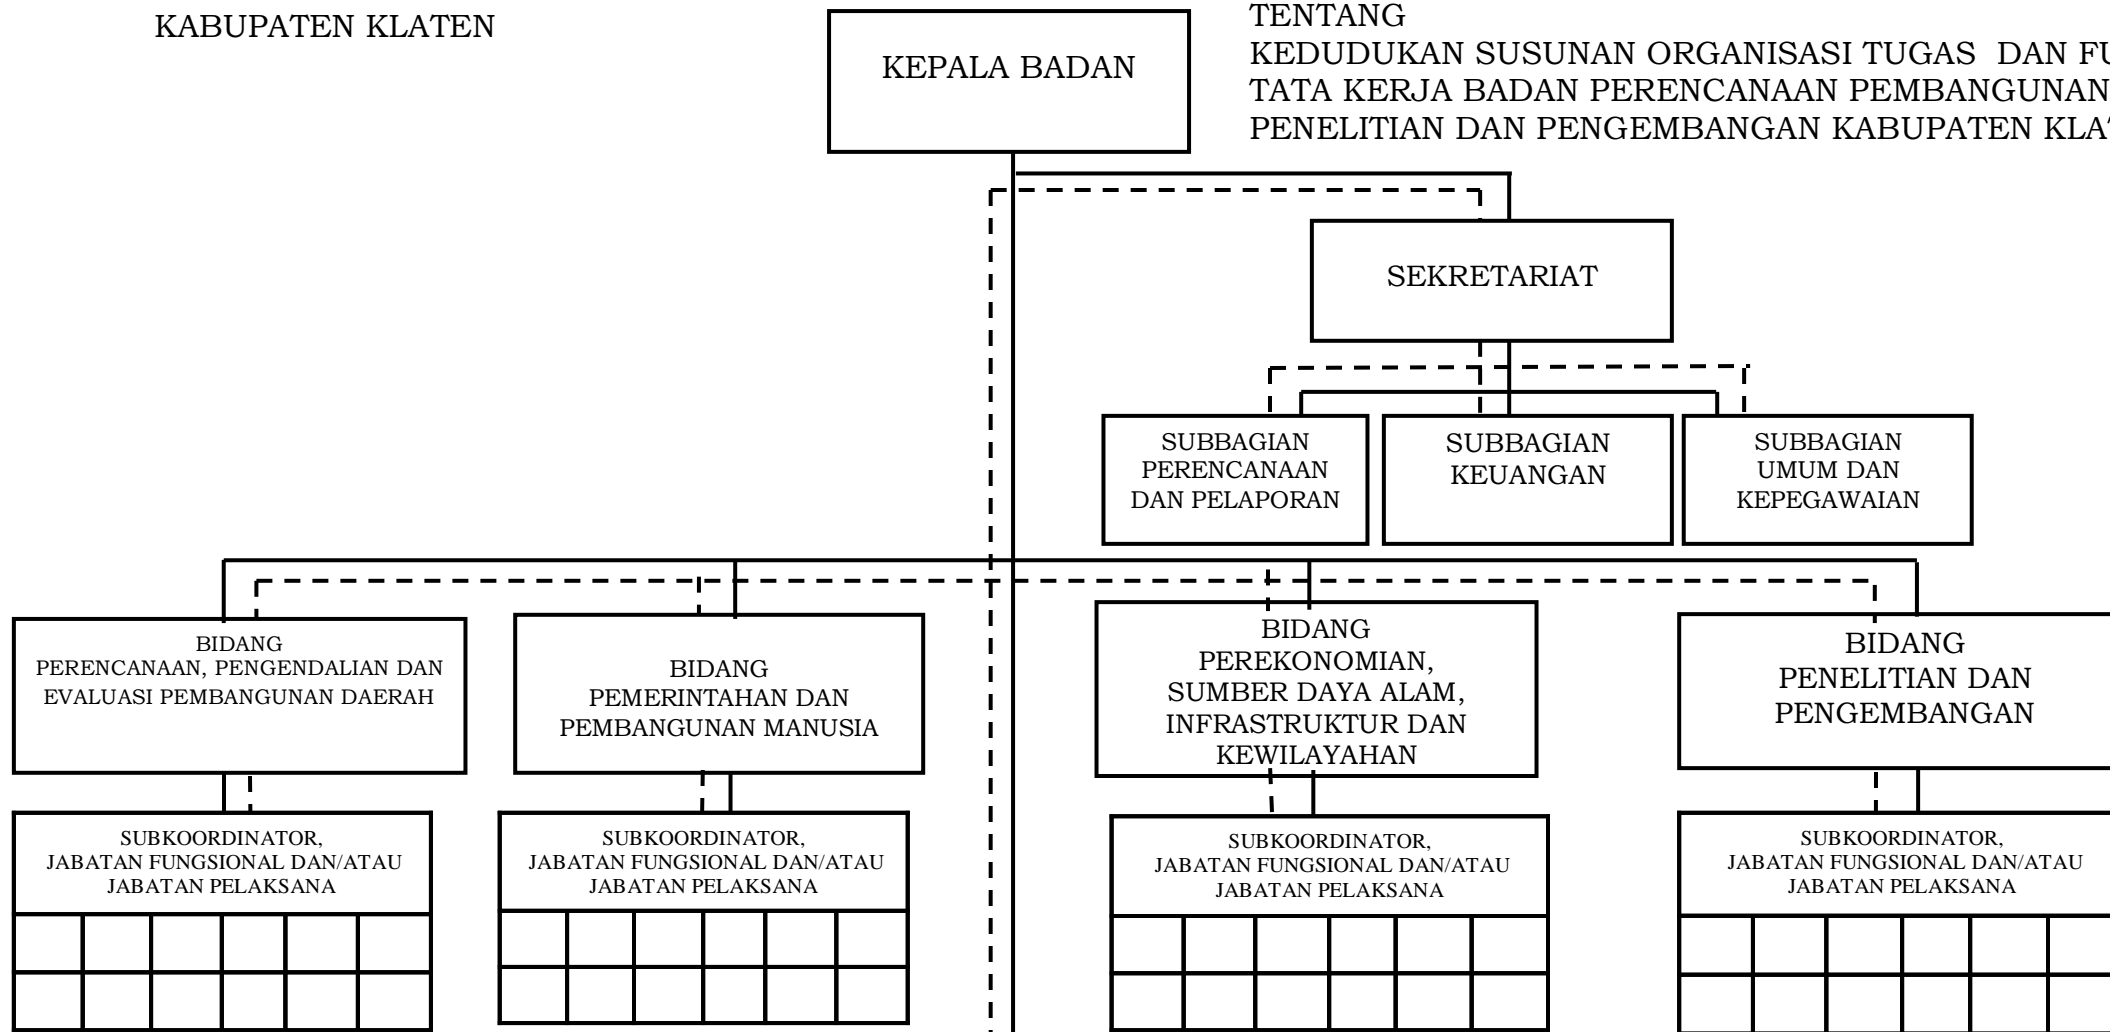 KABUPATEN KLATEN
TENTANG
KEDUDUKAN SUSUNAN ORGANISASI TUGAS DAN
TATA KERJA BADAN PERENCANAAN PEMBANGUNAN
PENELITIAN DAN PENGEMBANGAN KABUPATEN
KEPALA BADAN
SEKRETARIAT
SUBBAGIAN
PERENCANAAN
DAN PELAPORAN
SUBBAGIAN
KEUANGAN
SUBBAGIAN
UMUM DAN
KEPEGAWAIAN
BIDANG
PERENCANAAN, PENGENDALIAN DAN
EVALUASI PEMBANGUNAN DAERAH
BIDANG
PEMERINTAHAN DAN
PEMBANGUNAN MANUSIA
BIDANG
PEREKONOMIAN,
SUMBER DAYA ALAM,
INFRASTRUKTUR DAN
KEWILAYAHAN
BIDANG
PENELITIAN DAN
PENGEMBANGAN
SUBKOORDINATOR,
JABATAN FUNGSIONAL DAN/ATAU
JABATAN PELAKSANA
SUBKOORDINATOR,
JABATAN FUNGSIONAL DAN/ATAU
JABATAN PELAKSANA
SUBKOORDINATOR,
JABATAN FUNGSIONAL DAN/ATAU
JABATAN PELAKSANA
SUBKOORDINATOR,
JABATAN FUNGSIONAL DAN/ATAU
JABATAN PELAKSANA